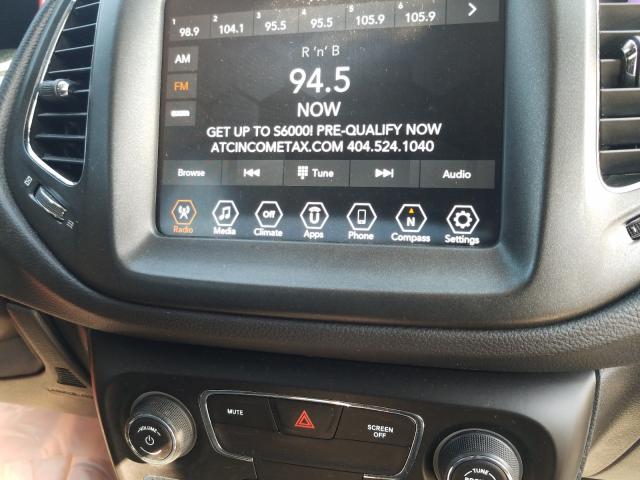 1 2 3 4 5 6
98.9 104.1 95.5 95.5 105.9 105.9 >
AM
FM
R 'n' B
94.5
NOW
GET UP TO $6000! PRE-QUALIFY NOW
ATCINCOMETAX.COM 404.524.1040
Browse Tune Audio
Off N
Radio Media Climate Apps Phone Compass Settings
MUTE SCREEN
OFF
VOLUME TUNE